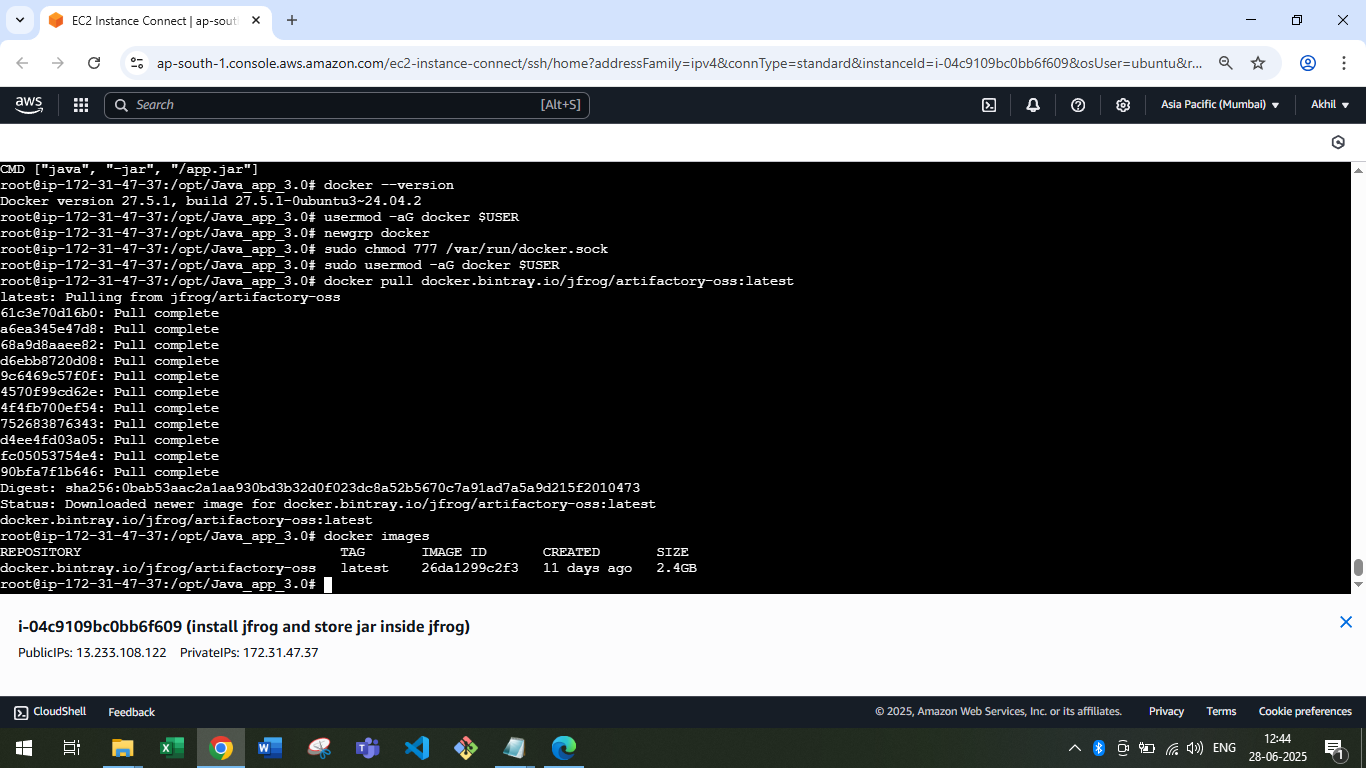 EC2 Instance Connect | ap-sout
ap-south-1.console.aws.amazon.com/ec2-instance-connect/ssh/home?addressFamily=ipv4&connType=standard&instanceId=i-04c9109bc0bb6f609&osUser=ubuntu&r...
aws
Search
[Alt+S]
Asia Pacific (Mumbai)
Akhil
CMD ["java", "-jar", "/app.jar"]
root@ip-172-31-47-37:/opt/Java_app_3.0# docker --version
Docker version 27.5.1, build 27.5.1-0ubuntu3~24.04.2
root@ip-172-31-47-37:/opt/Java_app_3.0# usermod -aG docker $USER
root@ip-172-31-47-37:/opt/Java_app_3.0# newgrp docker
root@ip-172-31-47-37:/opt/Java_app_3.0# sudo chmod 777 /var/run/docker.sock
root@ip-172-31-47-37:/opt/Java_app_3.0# sudo usermod -aG docker $USER
root@ip-172-31-47-37:/opt/Java_app_3.0# docker pull docker.bintray.io/jfrog/artifactory-oss:latest
latest: Pulling from jfrog/artifactory-oss
61c3e70d16b0: Pull complete
a6ea345e47d8: Pull complete
68a9d8aaee82: Pull complete
d6ebb8720d08: Pull complete
9c6469c57f0f: Pull complete
4570f99cd62e: Pull complete
4f4fb700ef54: Pull complete
752683876343: Pull complete
d4ee4fd03a05: Pull complete
fc05053754e4: Pull complete
90bfa7f1b646: Pull complete
Digest: sha256:0bab53aac2a1aa930bd3b32d0f023dc8a52b5670c7a91ad7a5a9d215f2010473
Status: Downloaded newer image for docker.bintray.io/jfrog/artifactory-oss:latest
docker.bintray.io/jfrog/artifactory-oss:latest
root@ip-172-31-47-37:/opt/Java_app_3.0# docker images
REPOSITORY TAG IMAGE ID CREATED SIZE
docker.bintray.io/jfrog/artifactory-oss latest 26da1299c2f3 11 days ago 2.4GB
root@ip-172-31-47-37:/opt/Java_app_3.0#
i-04c9109bc0bb6f609 (install jfrog and store jar inside jfrog)
PublicIPs: 13.233.108.122 PrivateIPs: 172.31.47.37
CloudShell Feedback © 2025, Amazon Web Services, Inc. or its affiliates. Privacy Terms Cookie preferences
ENG
12:44
28-06-2025
1